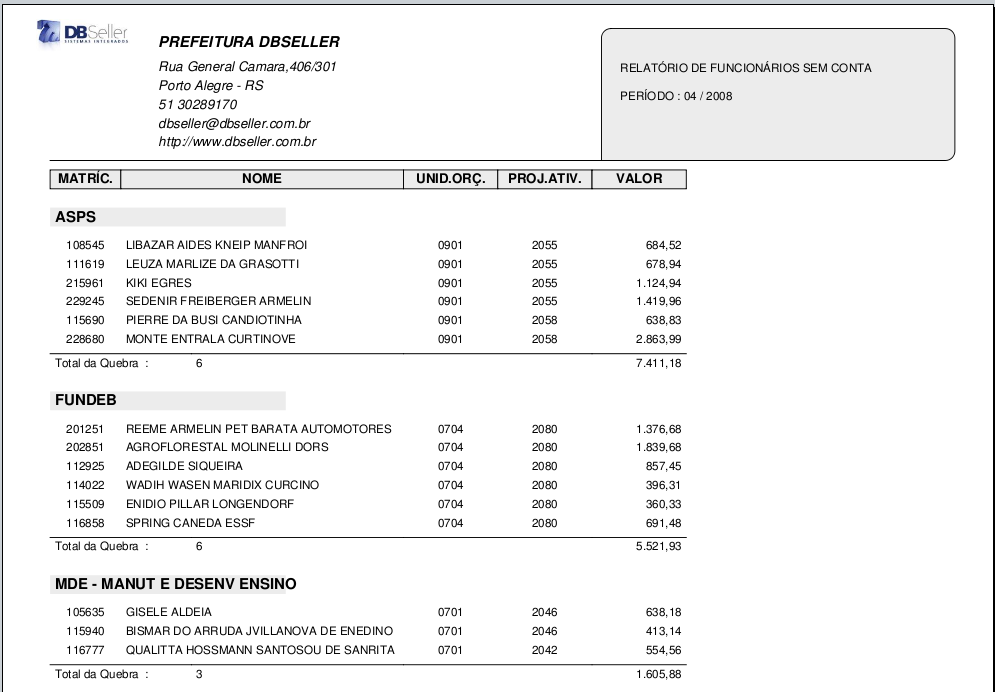 DBSeller
SISTEMAS INTEGRADOS
PREFEITURA DBSELLER
Rua General Camara,406/301
Porto Alegre - RS
51 30289170
dbseller@dbseller.com.br
http://www.dbseller.com.br
RELATÓRIO DE FUNCIONÁRIOS SEM CONTA
PERÍODO : 04 / 2008
MATRÍC. NOME UNID.ORÇ. PROJ.ATIV. VALOR
ASPS
108545 LIBAZAR AIDES KNEIP MANFROI 0901 2055 684,52
111619 LEUZA MARLIZE DA GRASOTTI 0901 2055 678,94
215961 KIKI EGRES 0901 2055 1.124,94
229245 SEDENIR FREIBERGER ARMELIN 0901 2055 1.419,96
115690 PIERRE DA BUSI CANDIOTINHA 0901 2058 638,83
228680 MONTE ENTRALA CURTINOVE 0901 2058 2.863,99
Total da Quebra : 6 7.411,18
FUNDEB
201251 REEME ARMELIN PET BARATA AUTOMOTORES 0704 2080 1.376,68
202851 AGROFLORESTAL MOLINELLI DORS 0704 2080 1.839,68
112925 ADEGILDE SIQUEIRA 0704 2080 857,45
114022 WADIH WASEN MARIDIX CURCINO 0704 2080 396,31
115509 ENIDIO PILLAR LONGENDORF 0704 2080 360,33
116858 SPRING CANEDA ESSF 0704 2080 691,48
Total da Quebra : 6 5.521,93
MDE - MANUT E DESENV ENSINO
105635 GISELE ALDEIA 0701 2046 638,18
115940 BISMAR DO ARRUDA JVILLANOVA DE ENEDINO 0701 2046 413,14
116777 QUALITTA HOSSMANN SANTOSOU DE SANRITA 0701 2042 554,56
Total da Quebra : 3 1.605,88